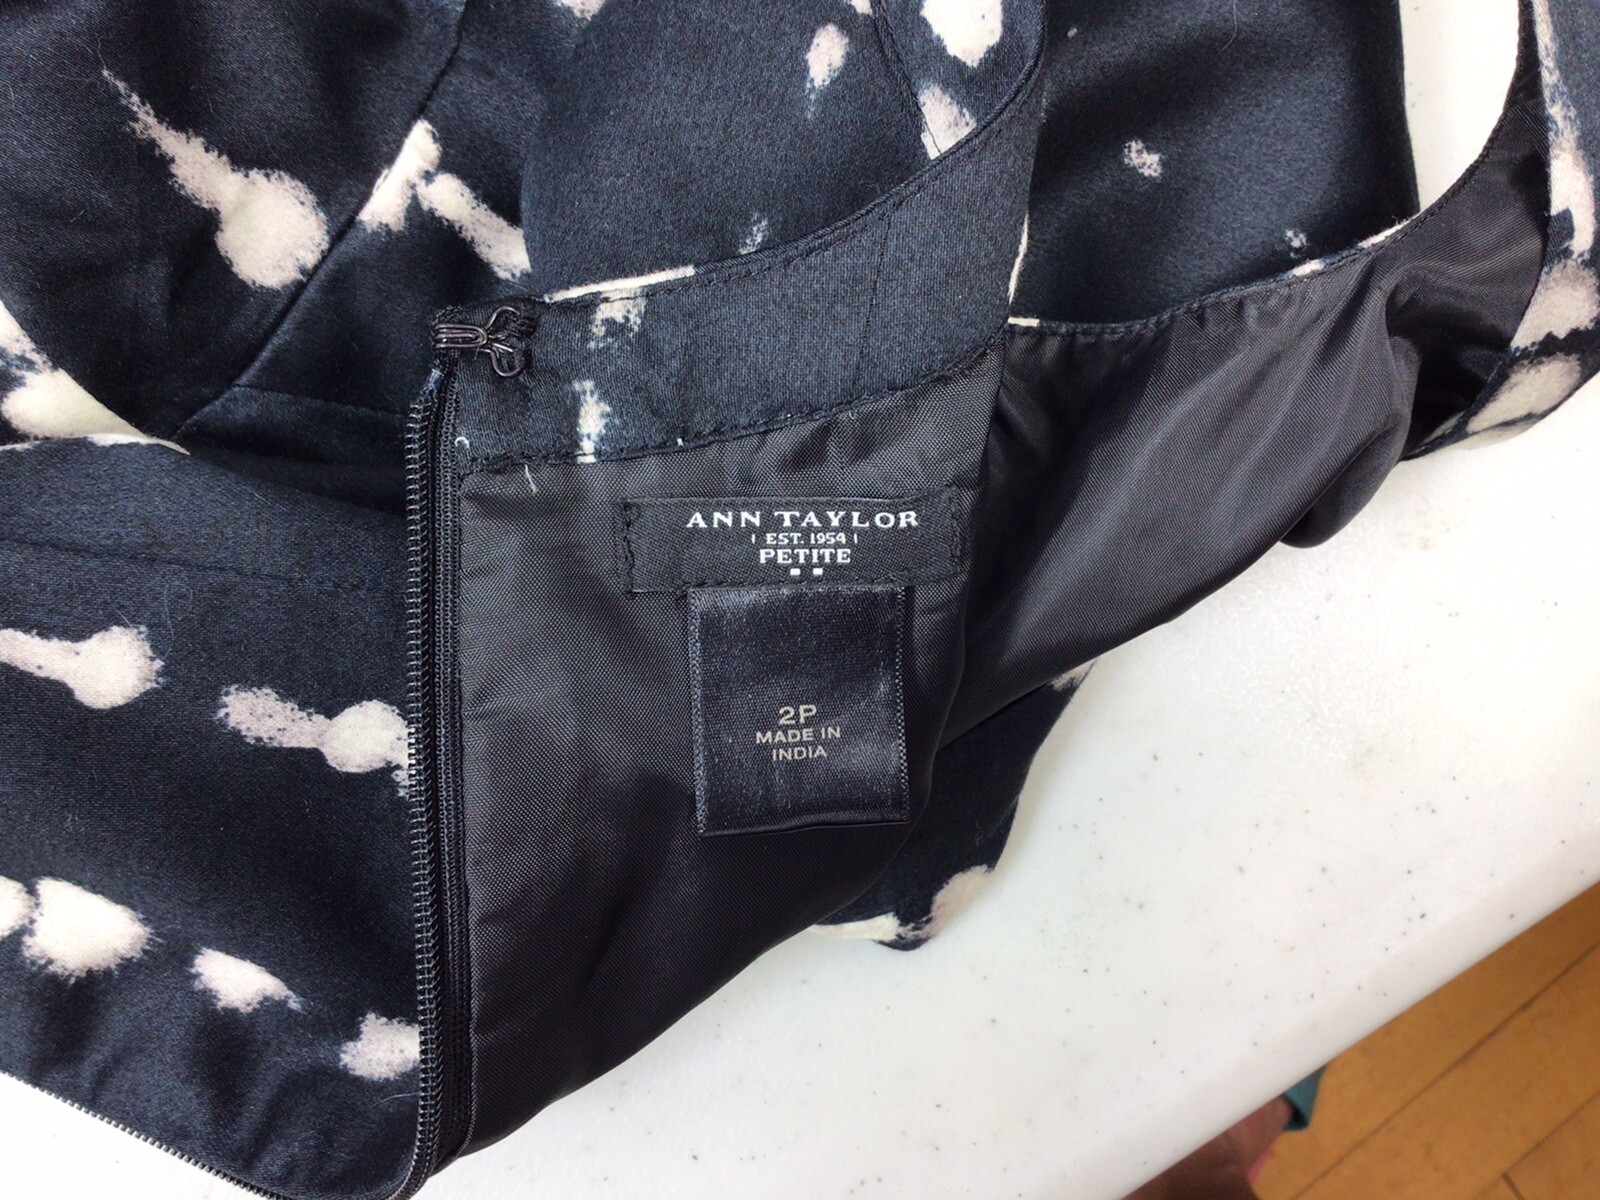 ANN TAYLOR
EST. 1954
PETITE
2P
MADE IN
INDIA